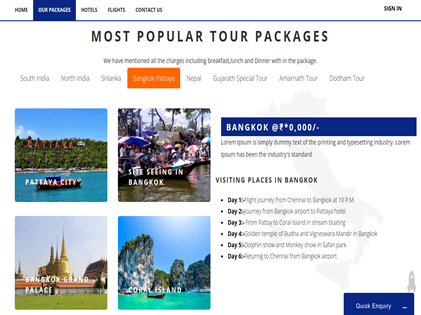 HOME OUR PACKAGES HOTELS FLIGHTS CONTACT US SIGN IN
MOST POPULAR TOUR PACKAGES
We have mentioned all the charges including breakfast,lunch and Dinner with in the package.
South India North India Srilanka Bangkok-Pattaya Nepal Gujarath Special Tour Amarnath Tour Dodham Tour
PATTAYA
PATTAYA CITY
SITE SEEING IN
BANGKOK
BANGKOK GRAND
PALACE
CORAL ISLAND
BANGKOK @₹*0,000/-
Lorem Ipsum is simply dummy text of the printing and typesetting industry. Lorem
Ipsum has been the industry's standard
VISITING PLACES IN BANGKOK
Day 1:-Flight journey from Chennai to Bangkok at 10 P.M.
Day 2:-Journey from Bangkok airport to Pattaya hotel
Day 3:- From Pattay to Coral Island in stream boating
Day 4:-Golden temple of Budha and Vigneswara Mandir in Bangkok
Day 5:-Dolphin show and Monkey show in Safari park
Day 6:-Returnig to Chennai from Bangkok airport
Quick Enquiry –